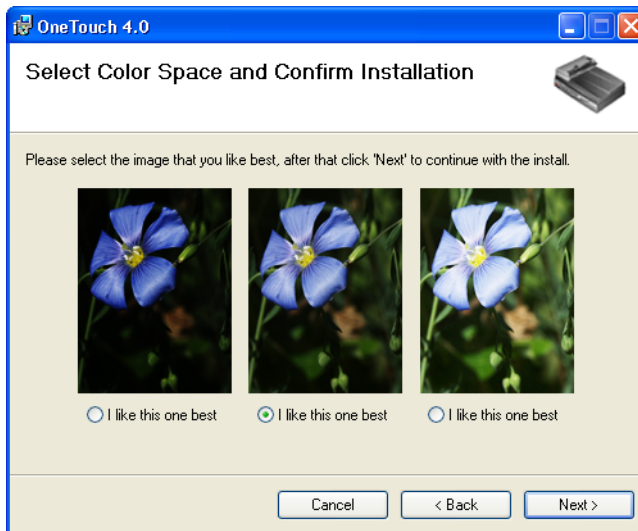 OneTouch 4.0
Select Color Space and Confirm Installation
Please select the image that you like best, after that click 'Next' to continue with the install.
I like this one best I like this one best I like this one best
Cancel < Back Next >